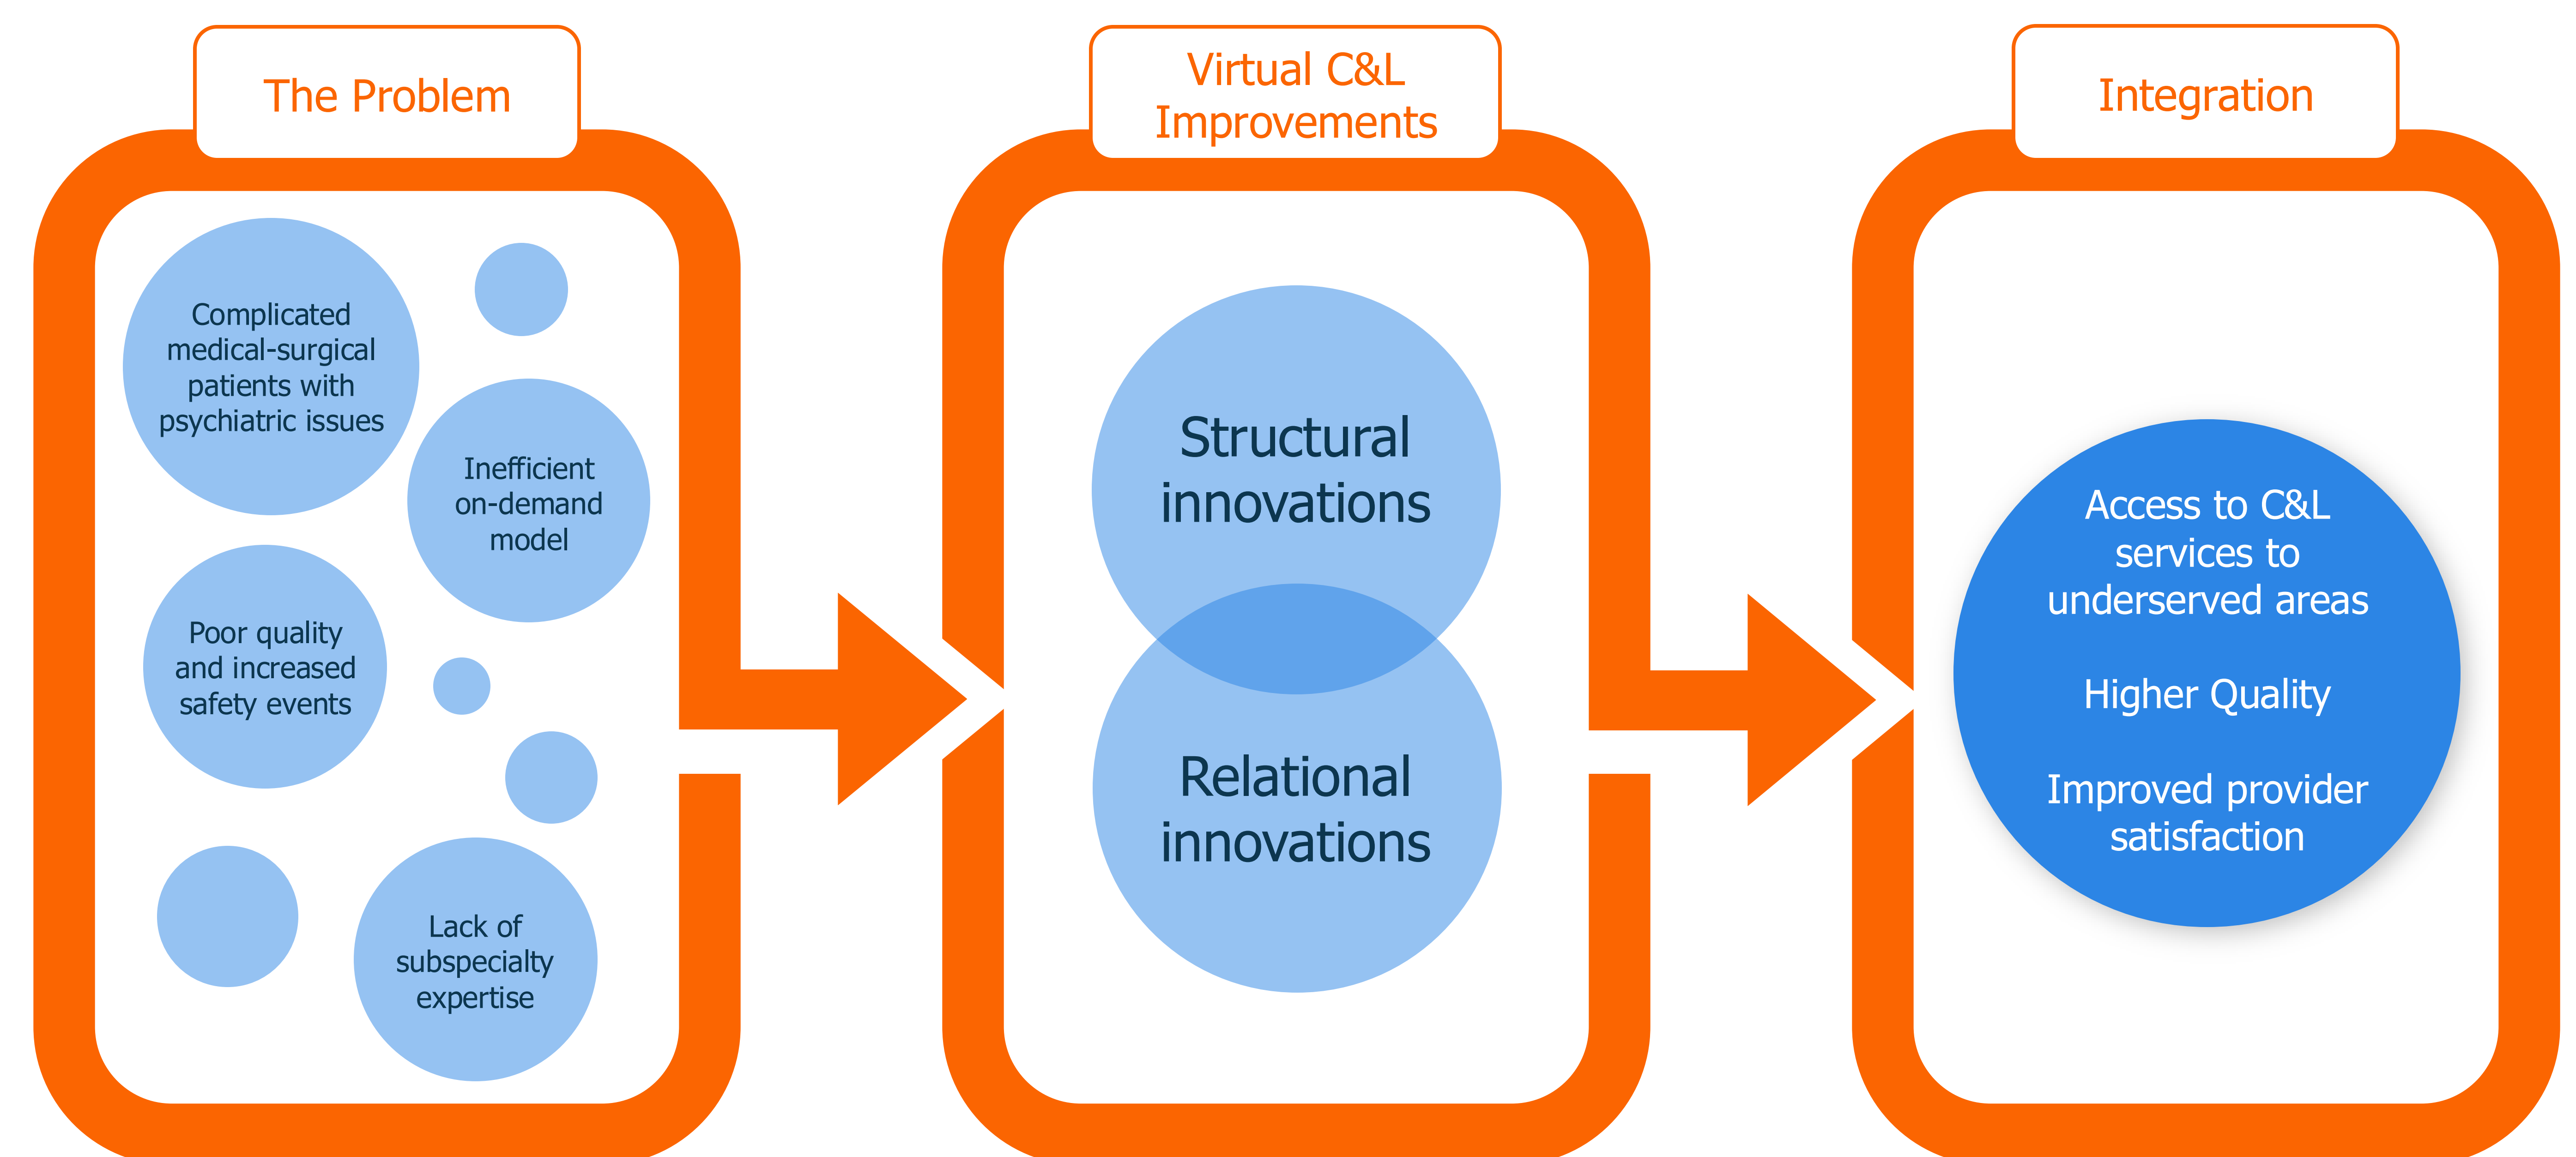 The Problem
Complicated
medical-surgical
patients with
psychiatric issues
Inefficient
on-demand
model
Poor quality
and increased
safety events
Lack of
subspecialty
expertise
Virtual C&L
Improvements
Structural
innovations
Relational
innovations
Integration
Access to C&L
services to
underserved areas
Higher Quality
Improved provider
satisfaction